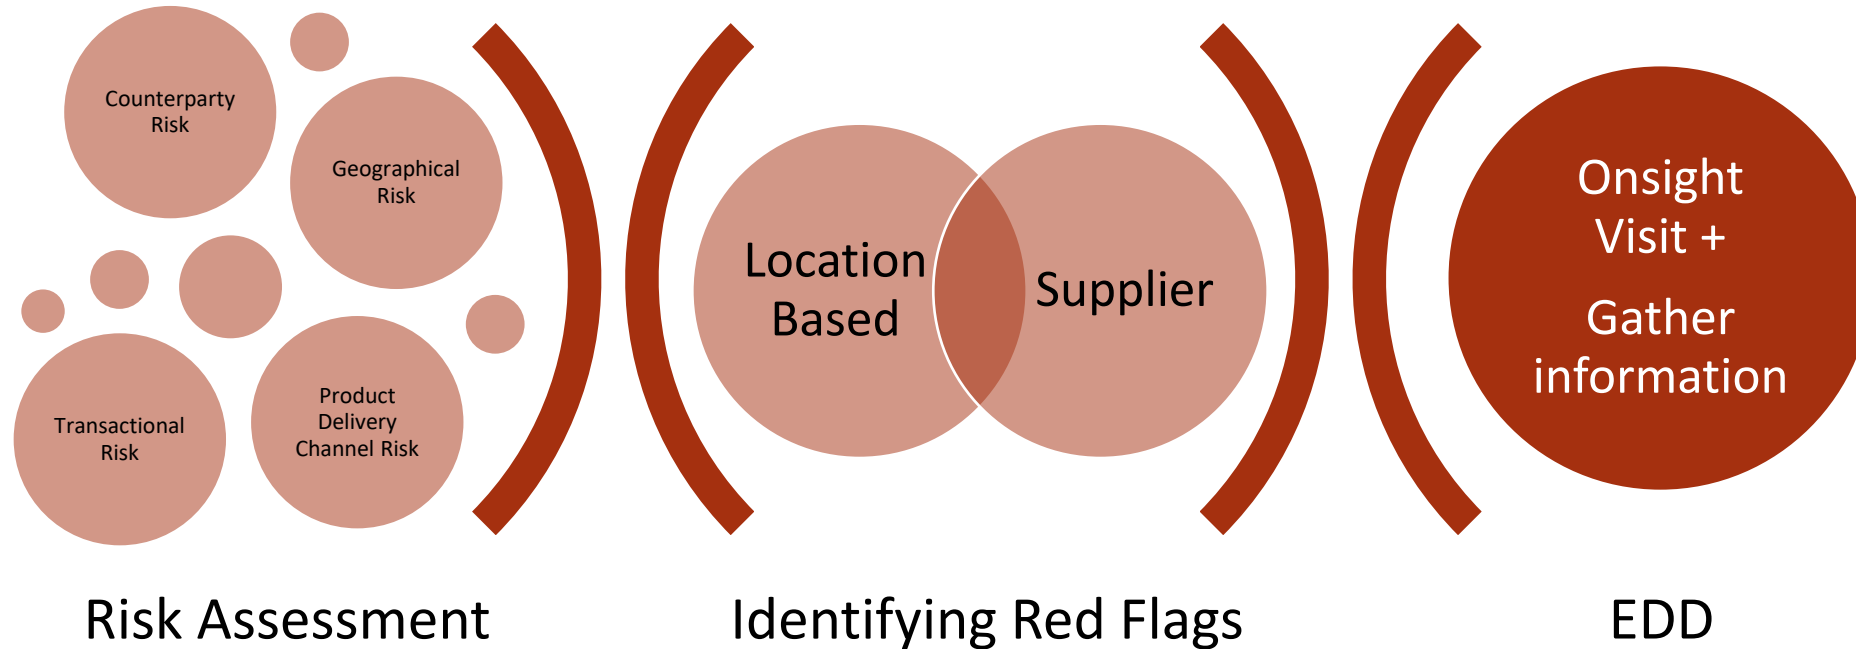 Counterparty
Risk
Geographical
Risk
Transactional
Risk
Product
Delivery
Channel Risk
Risk Assessment
Location
Based
Supplier
Identifying Red Flags
Onsight
Visit +
Gather
information
EDD